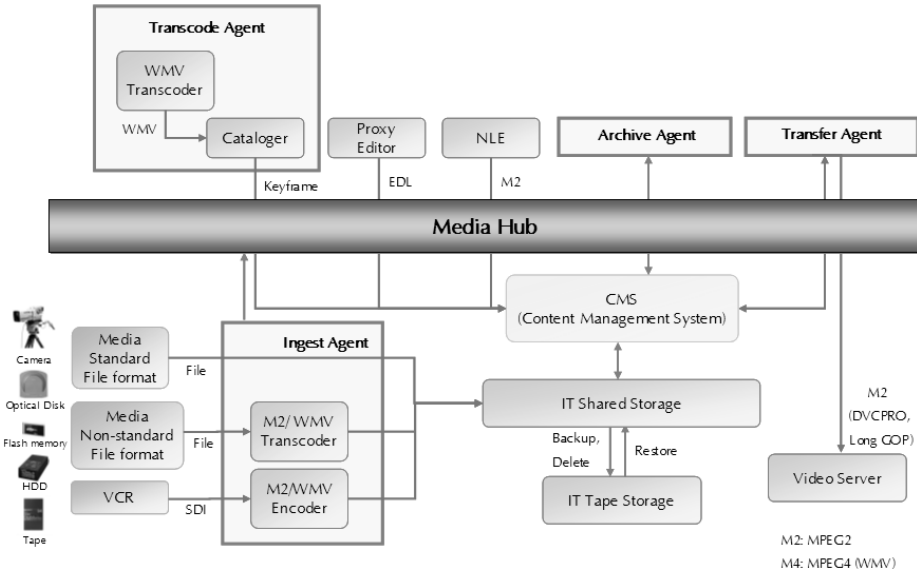 Transcode Agent
WMV
Transcoder
WMV
Cataloger
Proxy
Editor
NLE
Archive Agent
Transfer Agent
Keyframe
EDL
M2
Media Hub
CMS
(Content Management System)
Ingest Agent
Camera
Media
Standard
File format
File
Optical Disk
Media
Non-standard
File format
File
M2/ WMV
Transcoder
IT Shared Storage
M2
(DVCPRO,
Long GOP)
Flash memory
HDD
VCR
SDI
M2/WMV
Encoder
Backup,
Delete
Restore
IT Tape Storage
Video Server
Tape
M2: MPEG2
M4: MPEG4 (WMV)